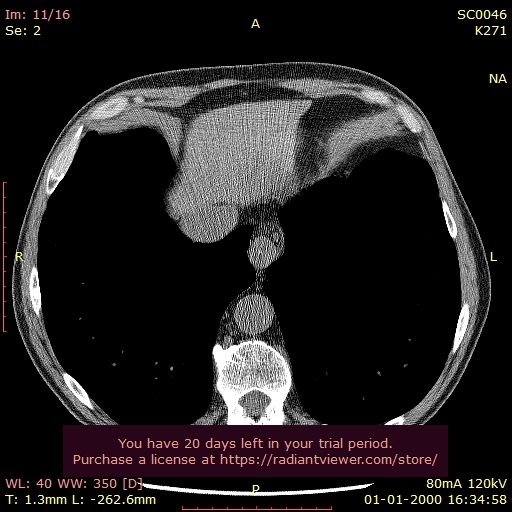 Im: 11/16
Se: 2
A
SC0046
K271
NA
R
L
You have 20 days left in your trial period.
Purchase a license at https://radiantviewer.com/store/
WL: 40 WW: 350 [D]
T: 1.3mm L: -262.6mm
P
80mA 120kV
01-01-2000 16:34:58